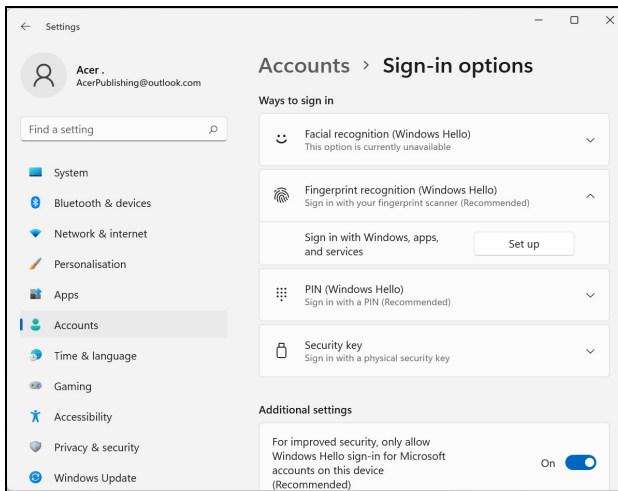 Settings
Acer .
AcerPublishing@outlook.com
Find a setting
System
Bluetooth & devices
Network & internet
Personalisation
Apps
Accounts
Time & language
Gaming
Accessibility
Privacy & security
Windows Update
Accounts > Sign-in options
Ways to sign in
Facial recognition (Windows Hello)
This option is currently unavailable
Fingerprint recognition (Windows Hello)
Sign in with your fingerprint scanner (Recommended)
Sign in with Windows, apps,
and services
Set up
PIN (Windows Hello)
Sign in with a PIN (Recommended)
Security key
Sign in with a physical security key
Additional settings
For improved security, only allow
Windows Hello sign-in for Microsoft
accounts on this device
(Recommended)
On